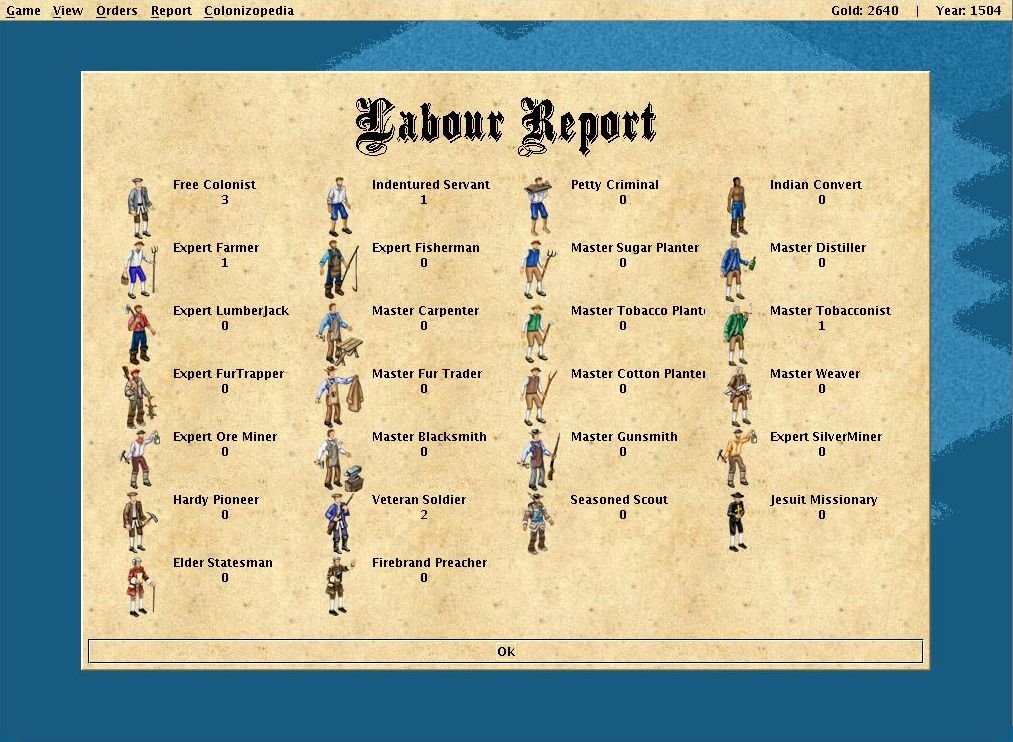 Game View Orders Report Colonizopedia Gold: 2640 | Year: 1504
Labour Report
Free Colonist Indentured Servant Petty Criminal Indian Convert
3 1 0 0
Expert Farmer Expert Fisherman Master Sugar Planter Master Distiller
1 0 0 0
Expert LumberJack Master Carpenter Master Tobacco Plant Master Tobacconist
0 0 0 1
Expert FurTrapper Master Fur Trader Master Cotton Planter Master Weaver
0 0 0 0
Expert Ore Miner Master Blacksmith Master Gunsmith Expert SilverMiner
0 0 0 0
Hardy Pioneer Veteran Soldier Seasoned Scout Jesuit Missionary
0 2 0 0
Elder Statesman Firebrand Preacher
0 0
Ok